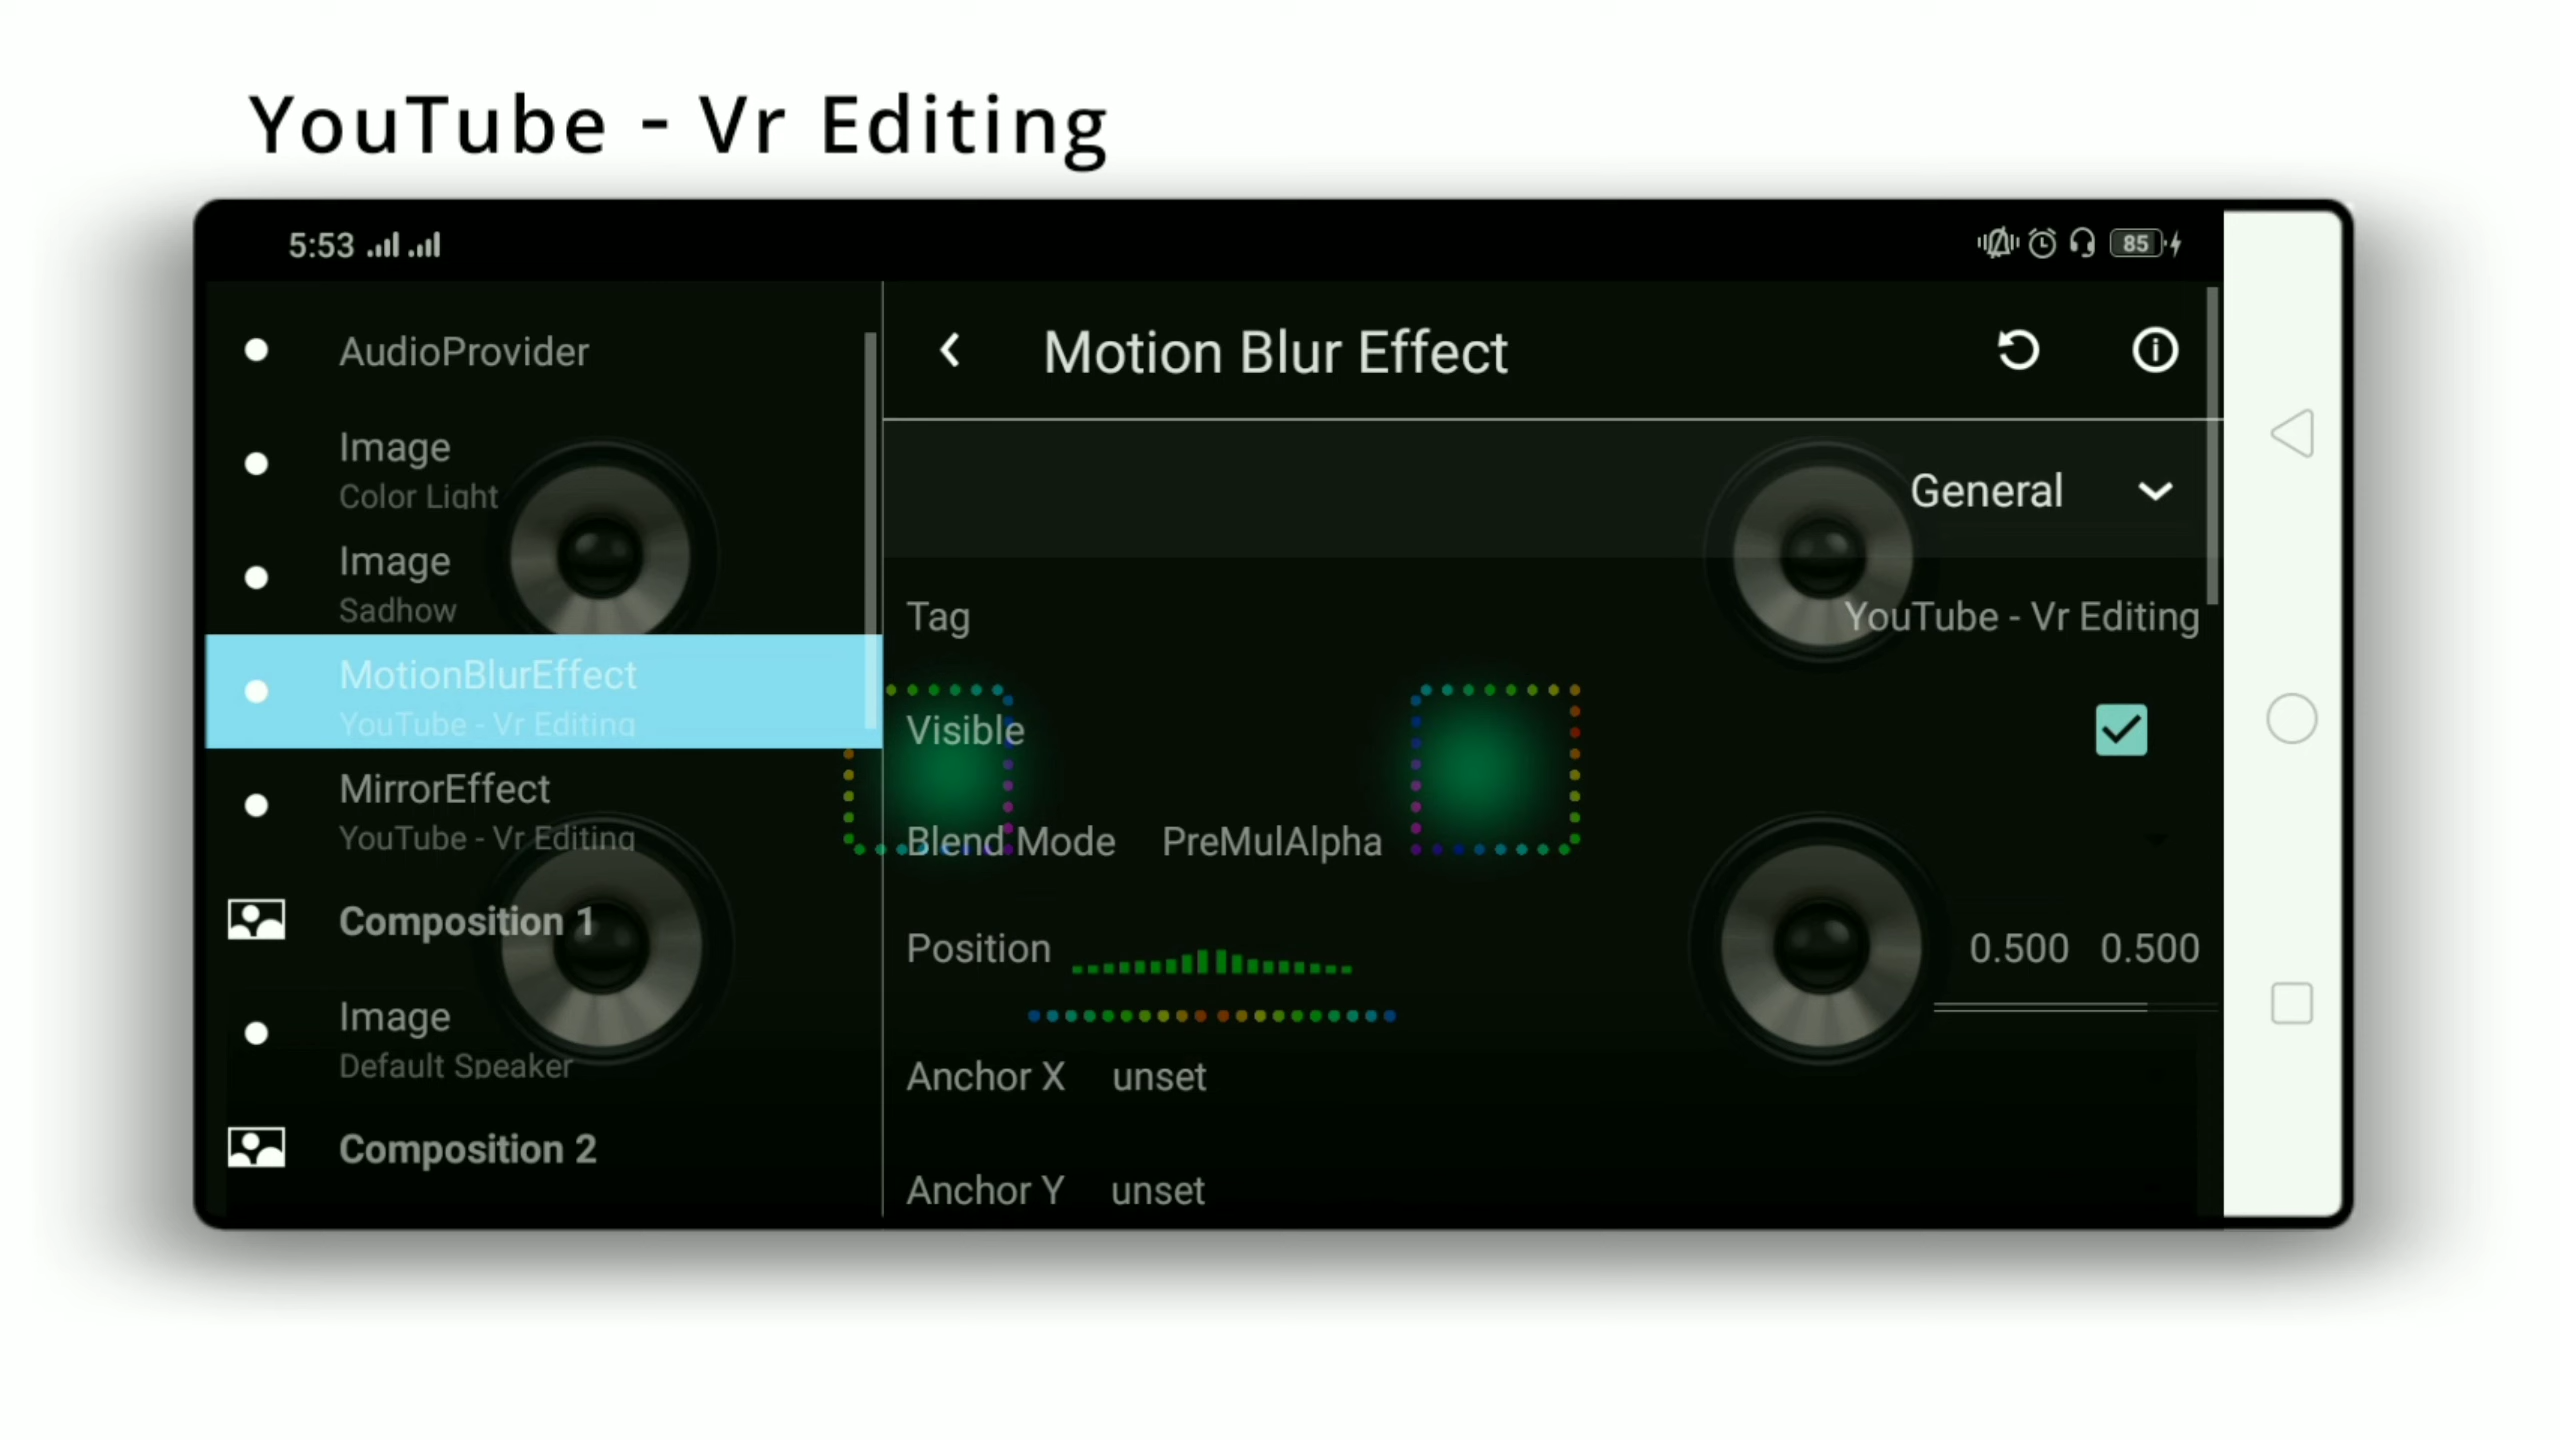 YouTube - Vr Editing
5:53
85
AudioProvider
Image
Color Light
Image
Sadhow
MotionBlurEffect
YouTube - Vr Editing
MirrorEffect
YouTube - Vr Editing
Composition 1
Image
Default Speaker
Composition 2
Motion Blur Effect
General
Tag YouTube - Vr Editing
Visible
Blend Mode PreMulAlpha
Position 0.500 0.500
Anchor X unset
Anchor Y unset